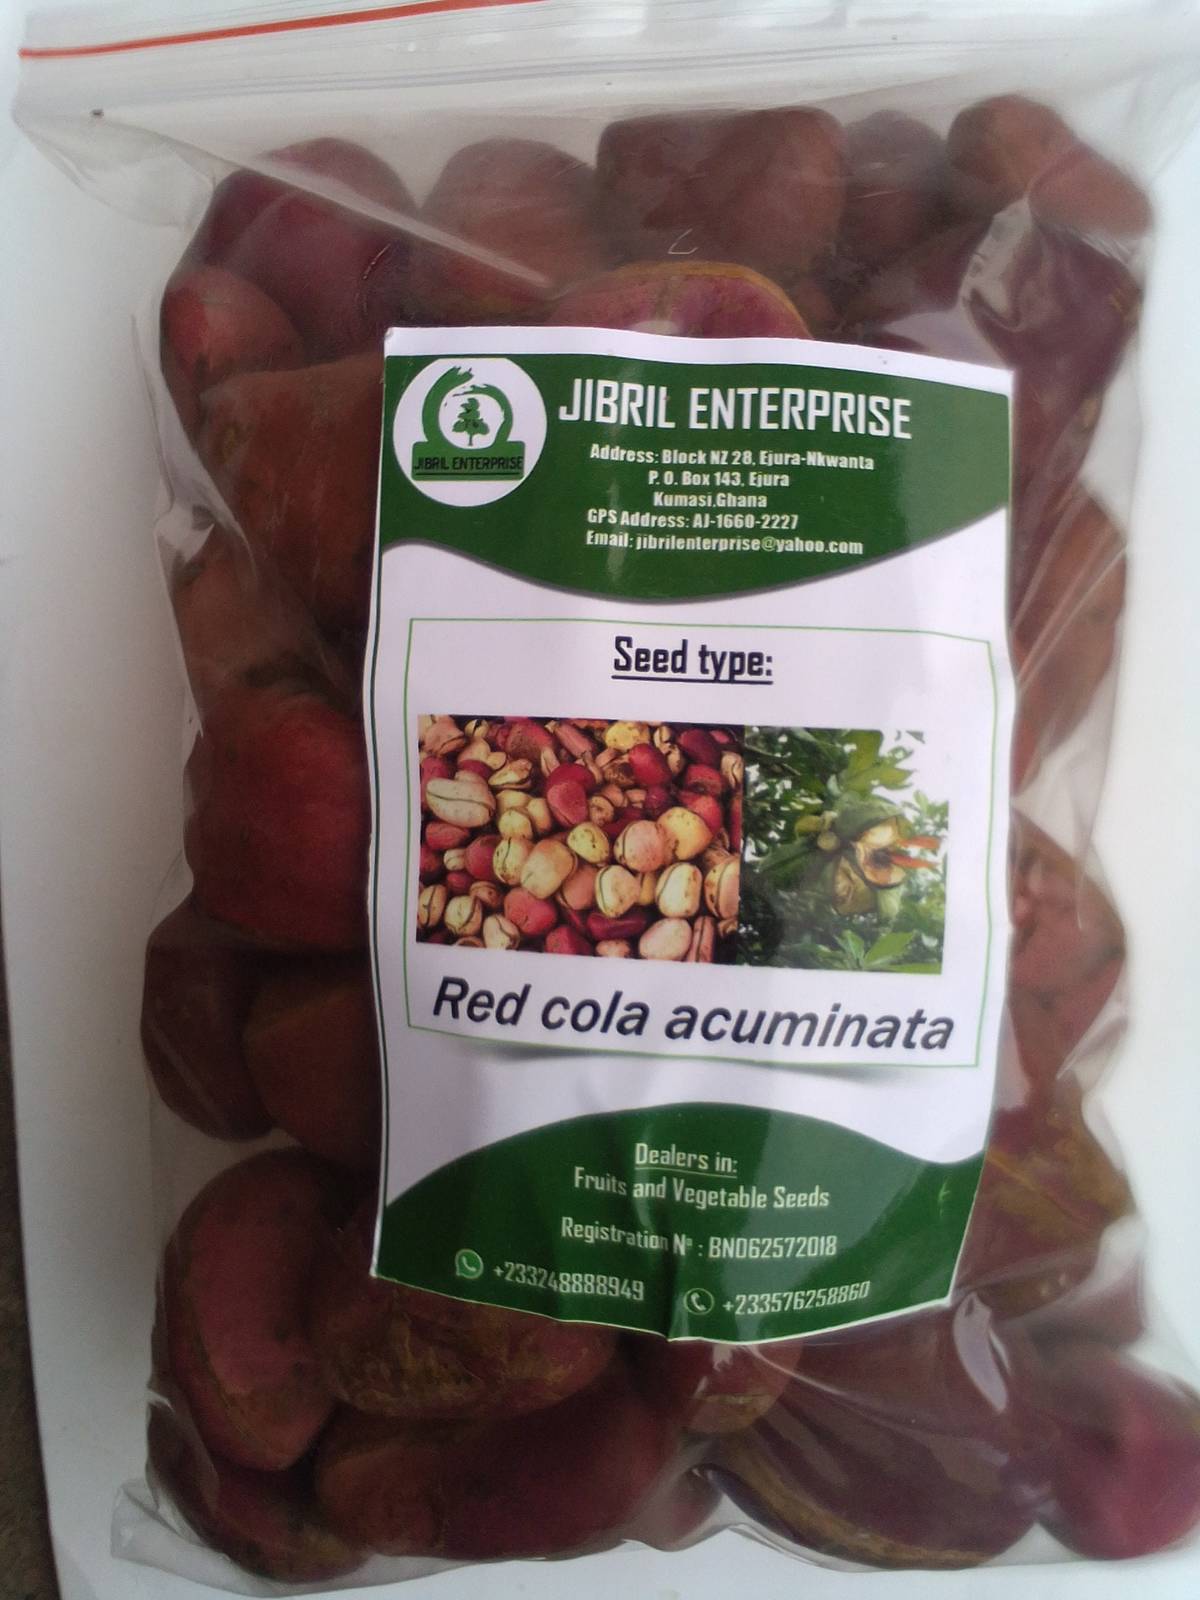 JIBRIL ENTERPRISE
JIBRIL ENTERPRISE
Address: Block NZ 28, Ejura-Nkwanta
P. O. Box 143, Ejura
Kumasi,Ghana
GPS Address: AJ-1660-2227
Email: jibrilenterprise@yahoo.com
Seed type:
Red cola acuminata
Dealers in:
Fruits and Vegetable Seeds
Registration Nº : BN062572018
+233248888949
+233576258860